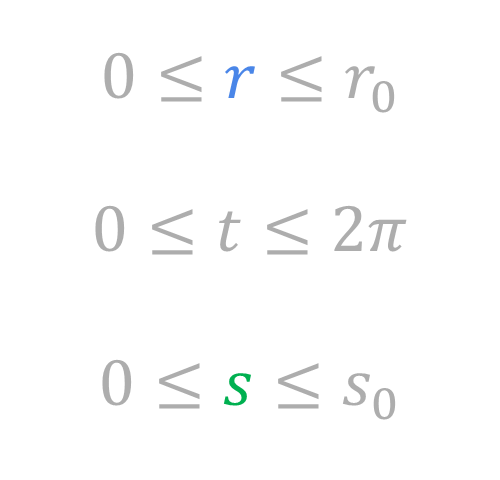 0 ≤ r ≤ r₀
0 ≤ t ≤ 2π
0 ≤ s ≤ s₀